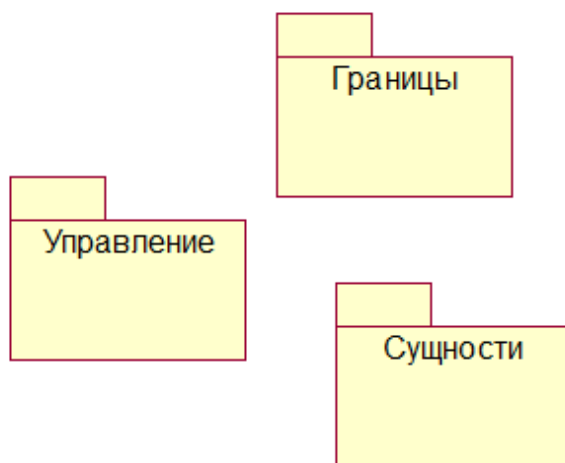 Границы
Управление
Сущности